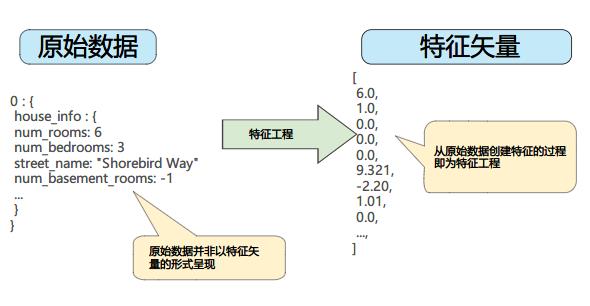 原始数据
特征矢量
0 : {
house_info : {
num_rooms: 6
num_bedrooms: 3
street_name: "Shorebird Way"
num_basement_rooms: -1
...
}
}
原始数据并非以特征矢
量的形式呈现
特征工程
[
6.0,
1.0,
0.0,
0.0,
0.0,
9.321,
-2.20,
1.01,
0.0,
...,
]
从原始数据创建特征的过程
即为特征工程